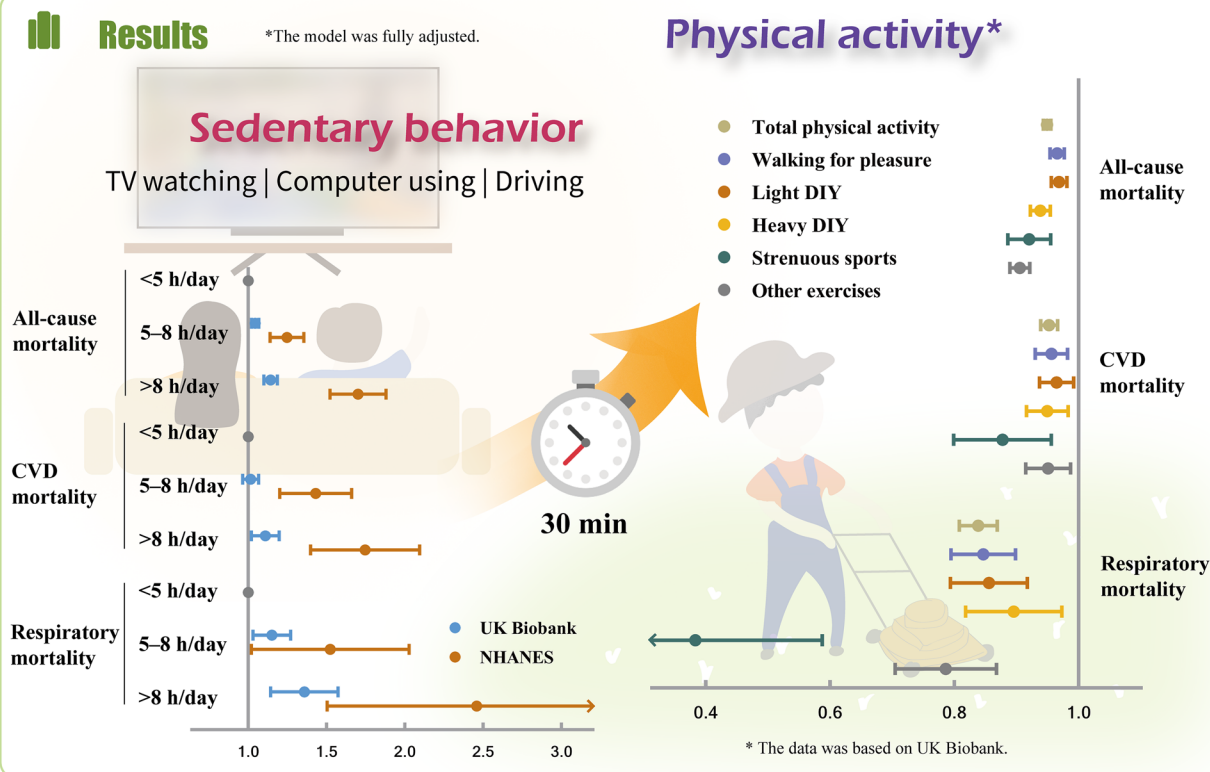 Results
*The model was fully adjusted.
Physical activity*
Sedentary behavior
TV watching | Computer using | Driving
Total physical activity
Walking for pleasure
Light DIY
Heavy DIY
Strenuous sports
Other exercises
All-cause
mortality
CVD
mortality
Respiratory
mortality
<5 h/day
All-cause
mortality
5–8 h/day
>8 h/day
<5 h/day
CVD
mortality
5–8 h/day
>8 h/day
<5 h/day
Respiratory
mortality
5–8 h/day
>8 h/day
30 min
UK Biobank
NHANES
1.0 1.5 2.0 2.5 3.0
0.4 0.6 0.8 1.0
* The data was based on UK Biobank.